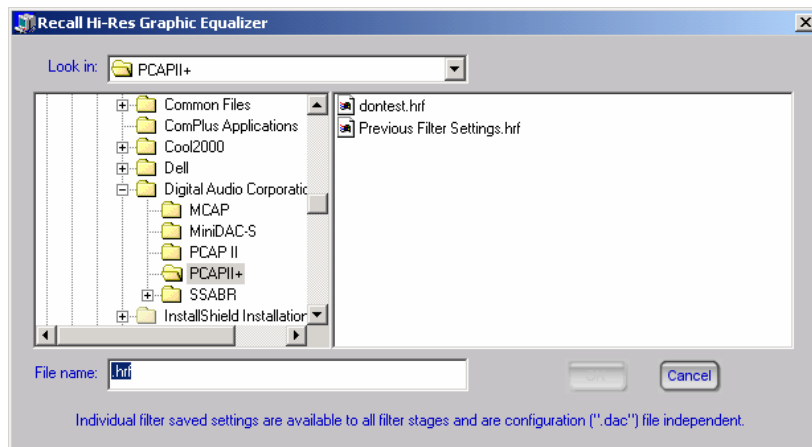 Recall Hi-Res Graphic Equalizer
Look in: PCAPII+
Common Files
ComPlus Applications
Cool2000
Dell
Digital Audio Corporatic
MCAP
MiniDAC-S
PCAP II
PCAPII+
SSABR
InstallShield Installatior
dontest.hrf
Previous Filter Settings.hrf
File name: .hrf
OK
Cancel
Individual filter saved settings are available to all filter stages and are configuration (".dac") file independent.